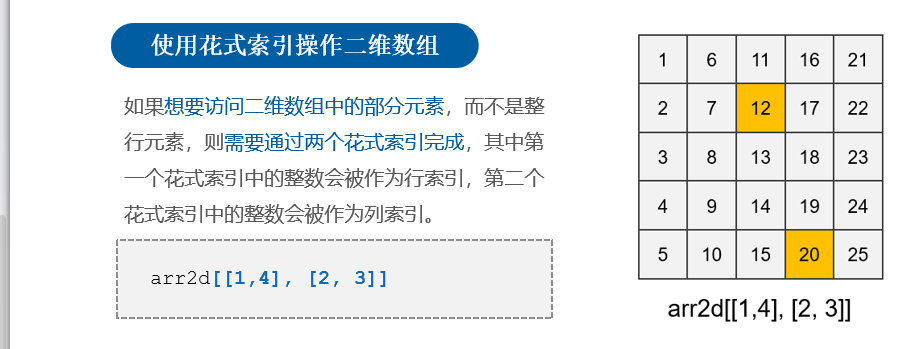 使用花式索引操作二维数组
如果想要访问二维数组中的部分元素，而不是整
行元素，则需要通过两个花式索引完成，其中第
一个花式索引中的整数会被作为行索引，第二个
花式索引中的整数会被作为列索引。
arr2d[[1,4], [2, 3]]
1 6 11 16 21
2 7 12 17 22
3 8 13 18 23
4 9 14 19 24
5 10 15 20 25
arr2d[[1,4], [2, 3]]